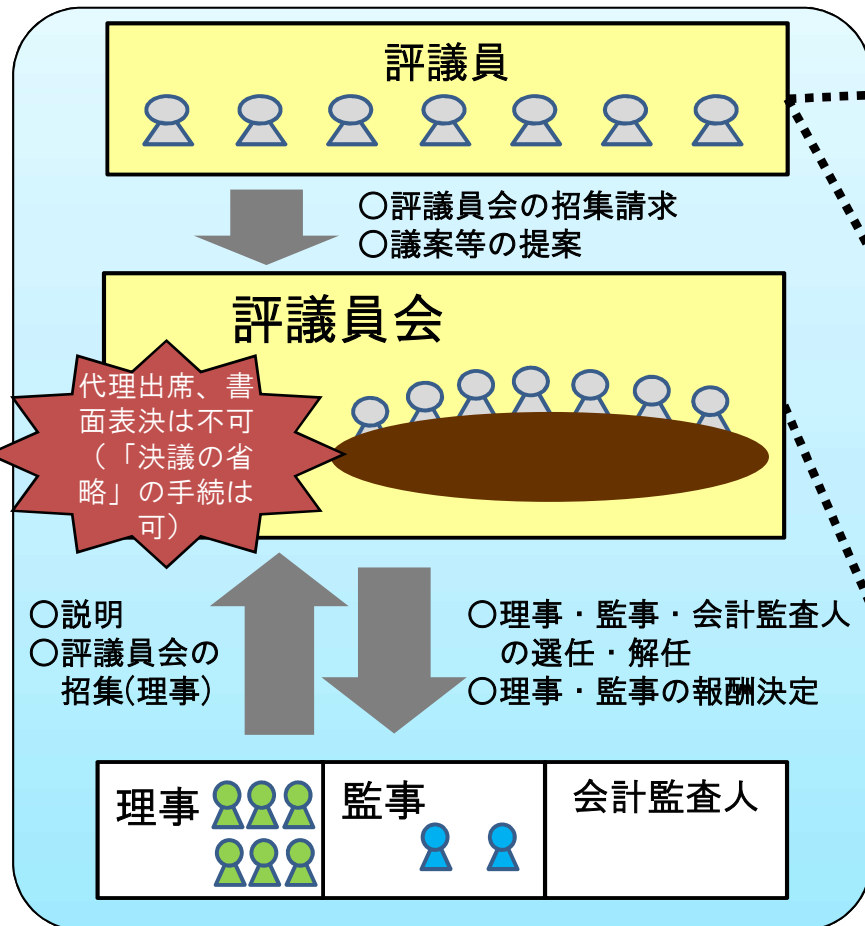 評議員
○評議員会の招集請求
○議案等の提案
評議員会
代理出席、書
面表決は不可
（「決議の省
略」の手続は
可）
○説明
○評議員会の
招集(理事)
○理事・監事・会計監査人
の選任・解任
○理事・監事の報酬決定
理事
監事
会計監査人